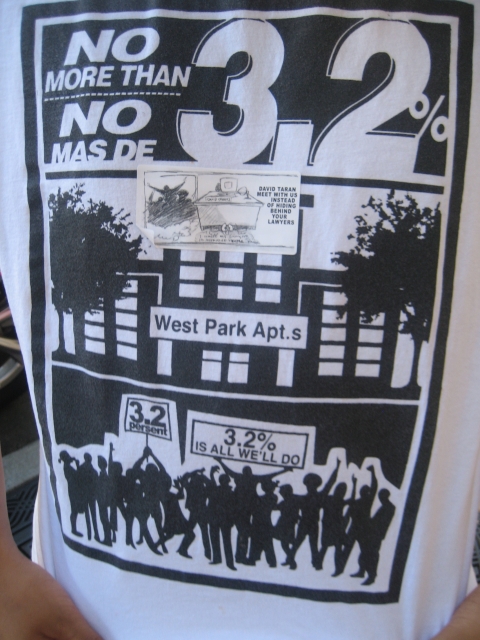 NO
MORE THAN
NO
MAS DE
3.2%
DAVID TARAN
MEET WITH US
INSTEAD
OF HIDING
BEHIND
YOUR
LAWYERS
West Park Apt.s
3.2
persent
3.2%
IS ALL WE'LL DO